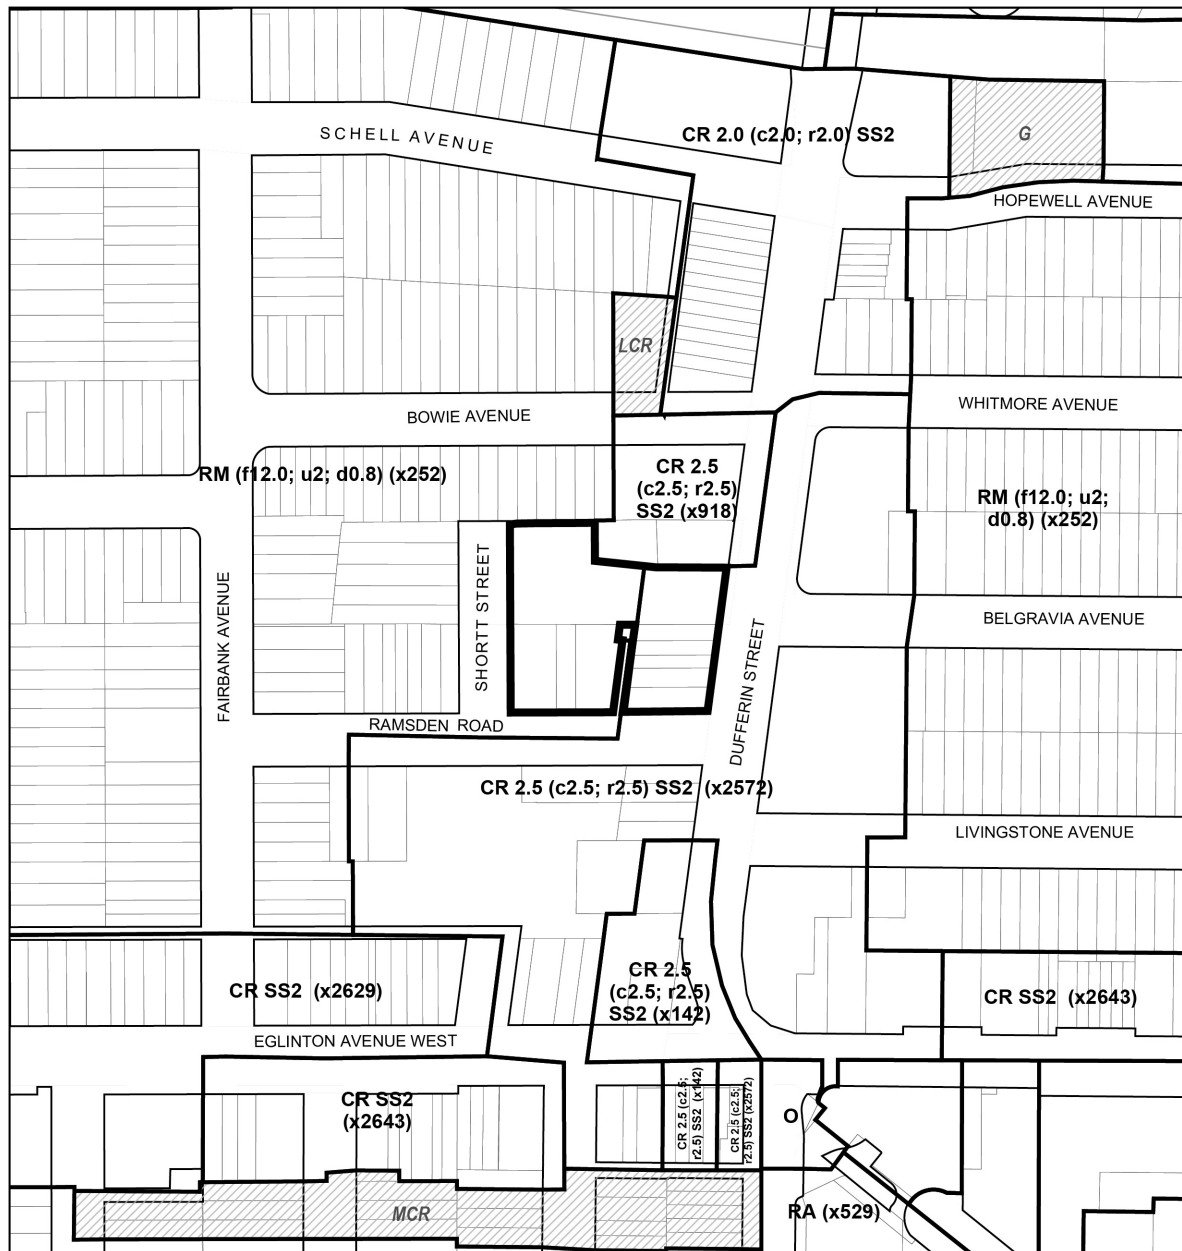 SCHELL AVENUE
CR 2.0 (c2.0; r2.0) SS2
G
HOPEWELL AVENUE
LCR
BOWIE AVENUE
WHITMORE AVENUE
RM (f12.0; u2; d0.8) (x252)
CR 2.5
(c2.5; r2.5)
SS2 (x918)
RM (f12.0; u2;
d0.8) (x252)
SHORTT STREET
FAIRBANK AVENUE
BELGRAVIA AVENUE
DUFFERIN STREET
RAMSDEN ROAD
CR 2.5 (c2.5; r2.5) SS2 (x2572)
LIVINGSTONE AVENUE
CR SS2 (x2629)
CR 2.5
(c2.5; r2.5)
SS2 (x142)
CR SS2 (x2643)
EGLINTON AVENUE WEST
CR SS2
(x2643)
CR 2.5 (c2.5;
r2.5) SS2 (x142)
CR 2.5 (c2.5;
r2.5) SS2 (x2572)
O
MCR
RA (x529)